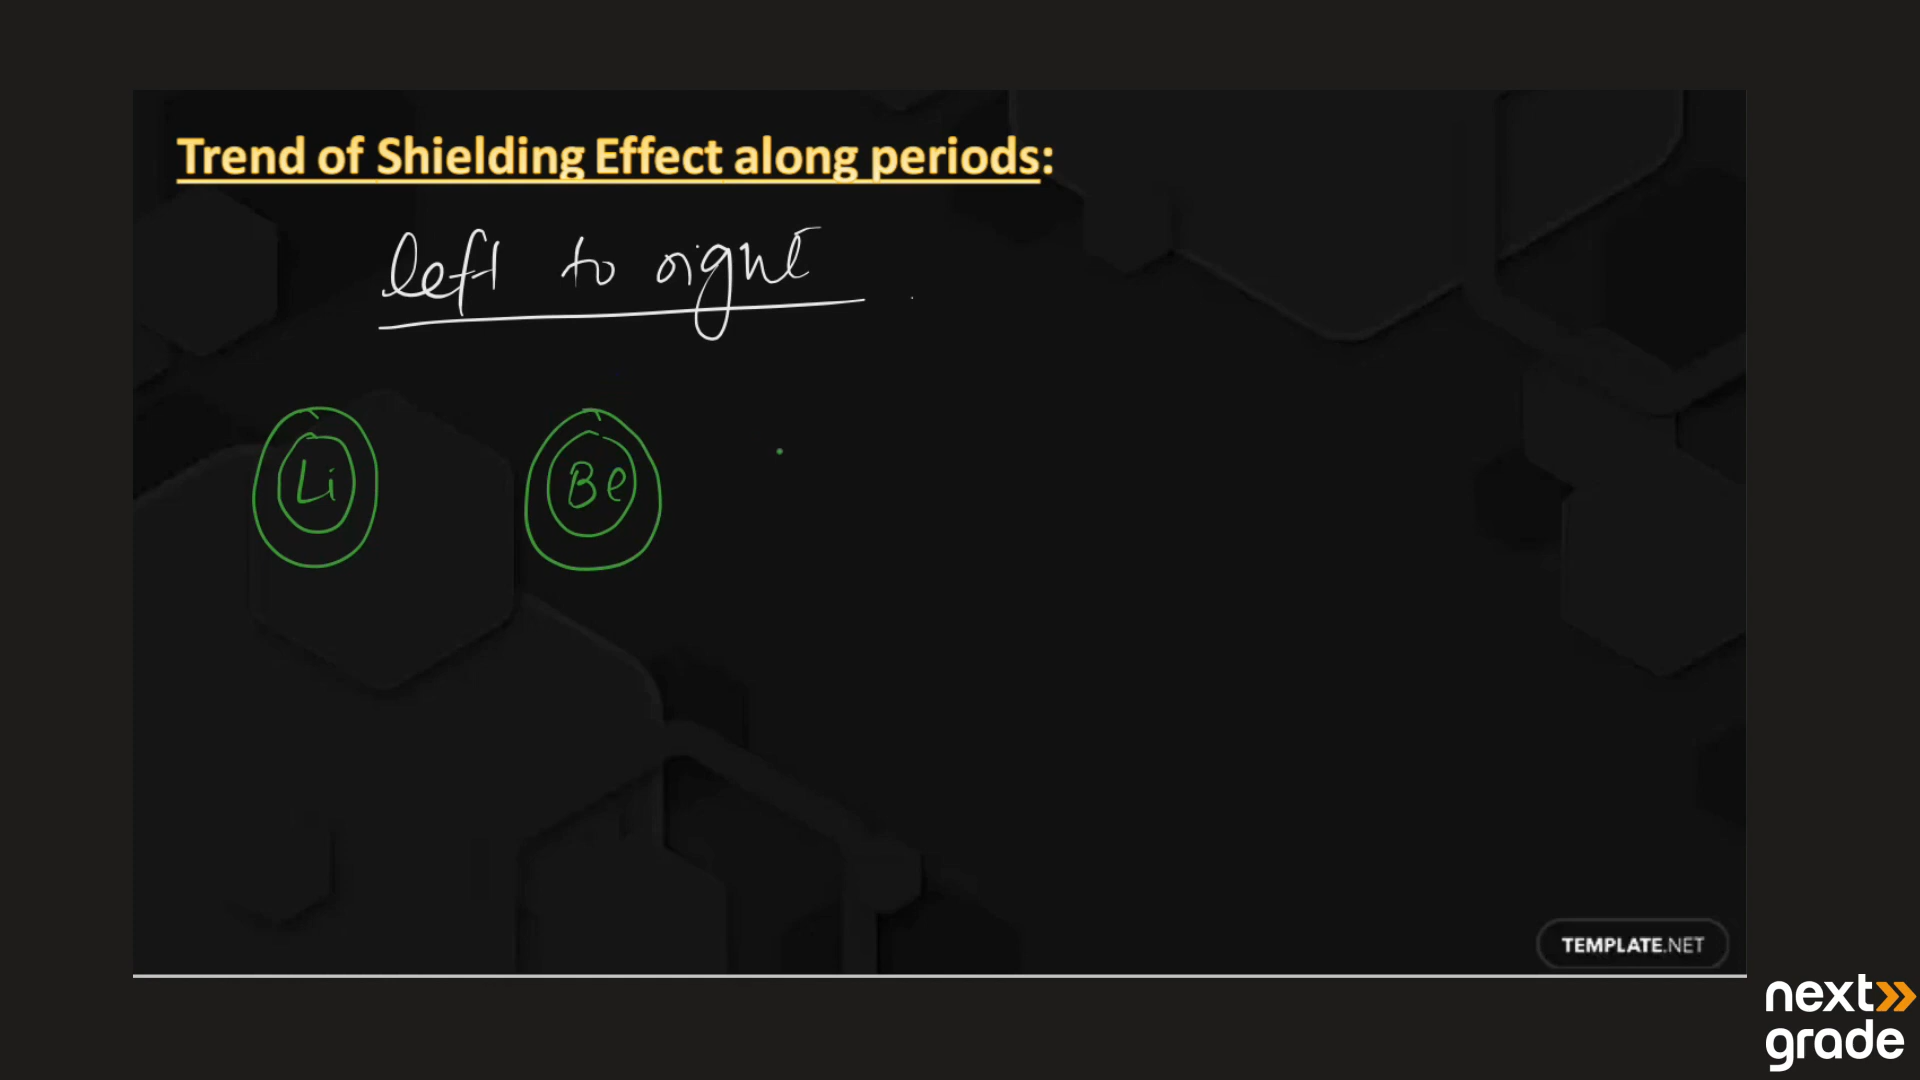 Trend of Shielding Effect along periods:
left to right
Li
Be
TEMPLATE.NET
next
grade